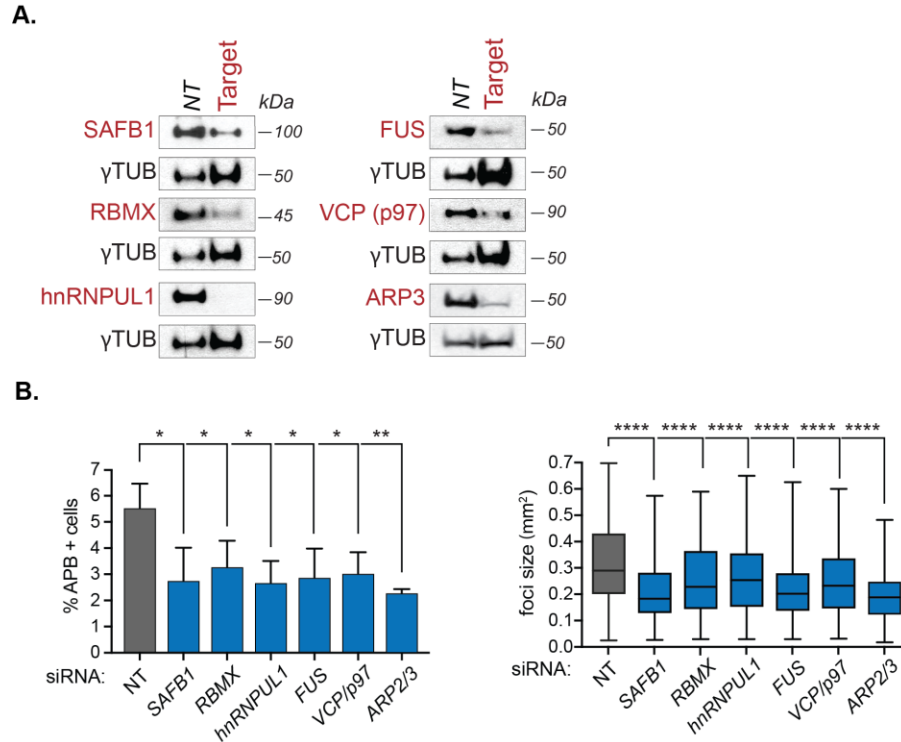 A.
NT Target kDa
SAFB1 –100
γTUB –50
RBMX –45
γTUB –50
hnRNPUL1 –90
γTUB –50
NT Target kDa
FUS –50
γTUB –50
VCP (p97) –90
γTUB –50
ARP3 –50
γTUB –50
B.
* * * * * **
% APB + cells
7
6
5
4
3
2
1
0
siRNA: NT SAFB1 RBMX hnRNPUL1 FUS VCP/p97 ARP2/3
**** **** **** **** **** ****
foci size (mm²)
0.7
0.6
0.5
0.4
0.3
0.2
0.1
0.0
siRNA: NT SAFB1 RBMX hnRNPUL1 FUS VCP/p97 ARP2/3